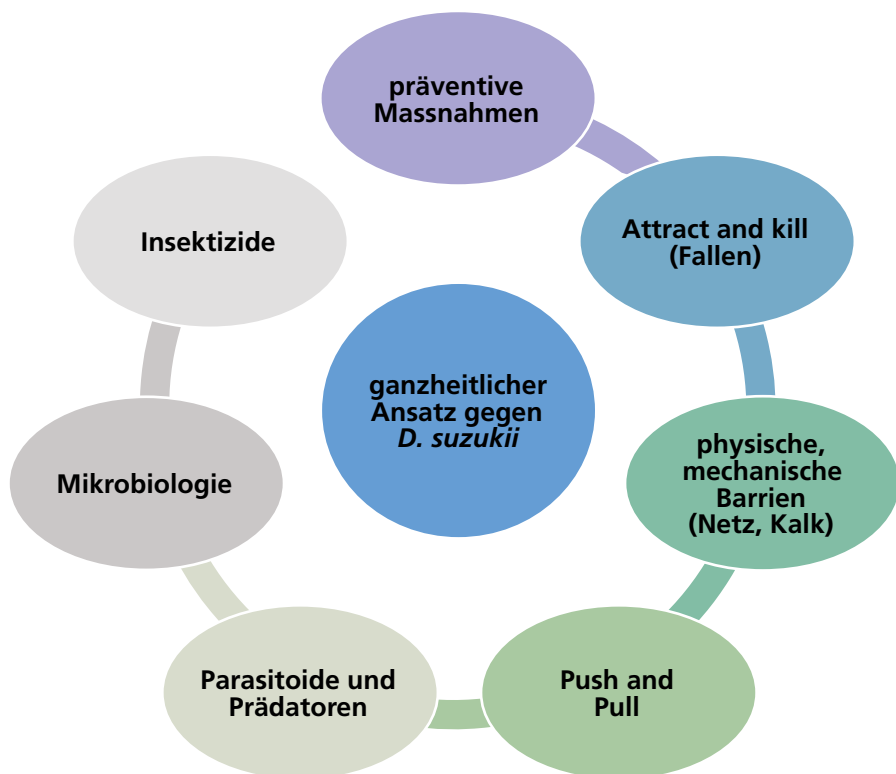 präventive
Massnahmen
Attract and kill
(Fallen)
physische,
mechanische
Barrien
(Netz, Kalk)
Push and
Pull
Parasitoide und
Prädatoren
Mikrobiologie
Insektizide
ganzheitlicher
Ansatz gegen
D. suzukii